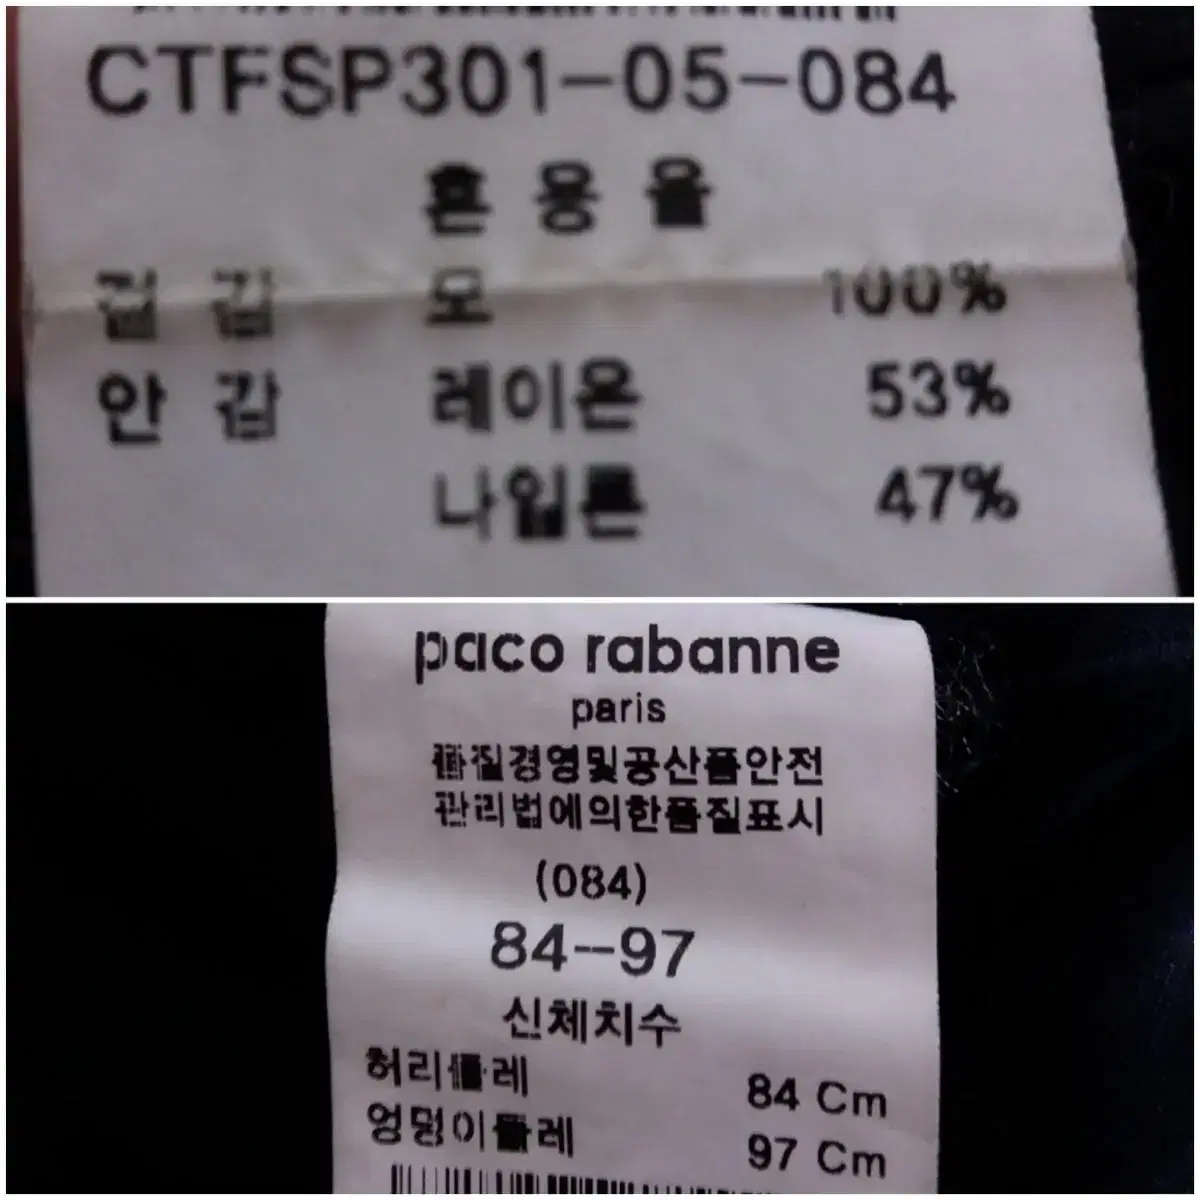 CTFSP301-05-084
혼 용 율
겉 감 모 100%
안 감 레이온 53%
나일론 47%
paco rabanne
paris
품질경영및공산품안전
관리법에의한품질표시
(084)
84--97
신체치수
허리둘레 84 Cm
엉덩이둘레 97 Cm